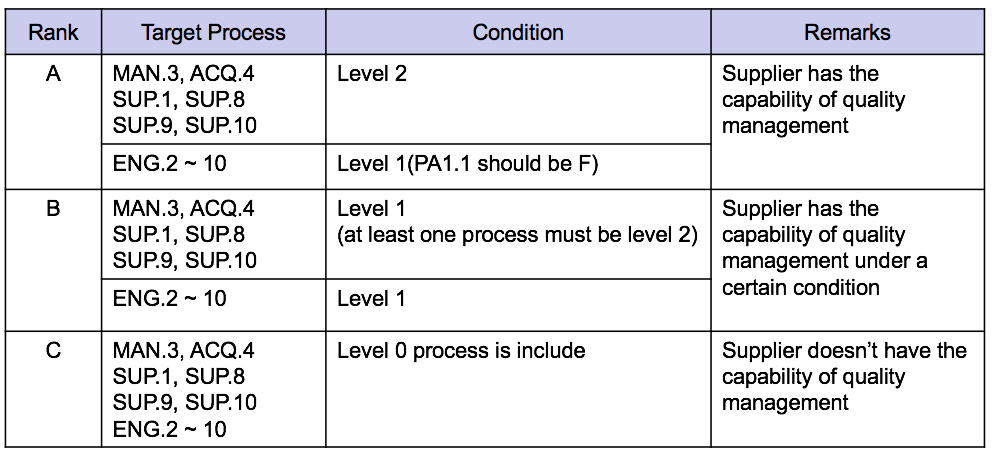 Rank Target Process Condition Remarks
A
MAN.3, ACQ.4
SUP.1, SUP.8
SUP.9, SUP.10
Level 2
Supplier has the
capability of quality
management
ENG.2 ~ 10
Level 1(PA1.1 should be F)
B
MAN.3, ACQ.4
SUP.1, SUP.8
SUP.9, SUP.10
Level 1
(at least one process must be level 2)
Supplier has the
capability of quality
management under a
certain condition
ENG.2 ~ 10
Level 1
C
MAN.3, ACQ.4
SUP.1, SUP.8
SUP.9, SUP.10
ENG.2 ~ 10
Level 0 process is include
Supplier doesn't have the
capability of quality
management